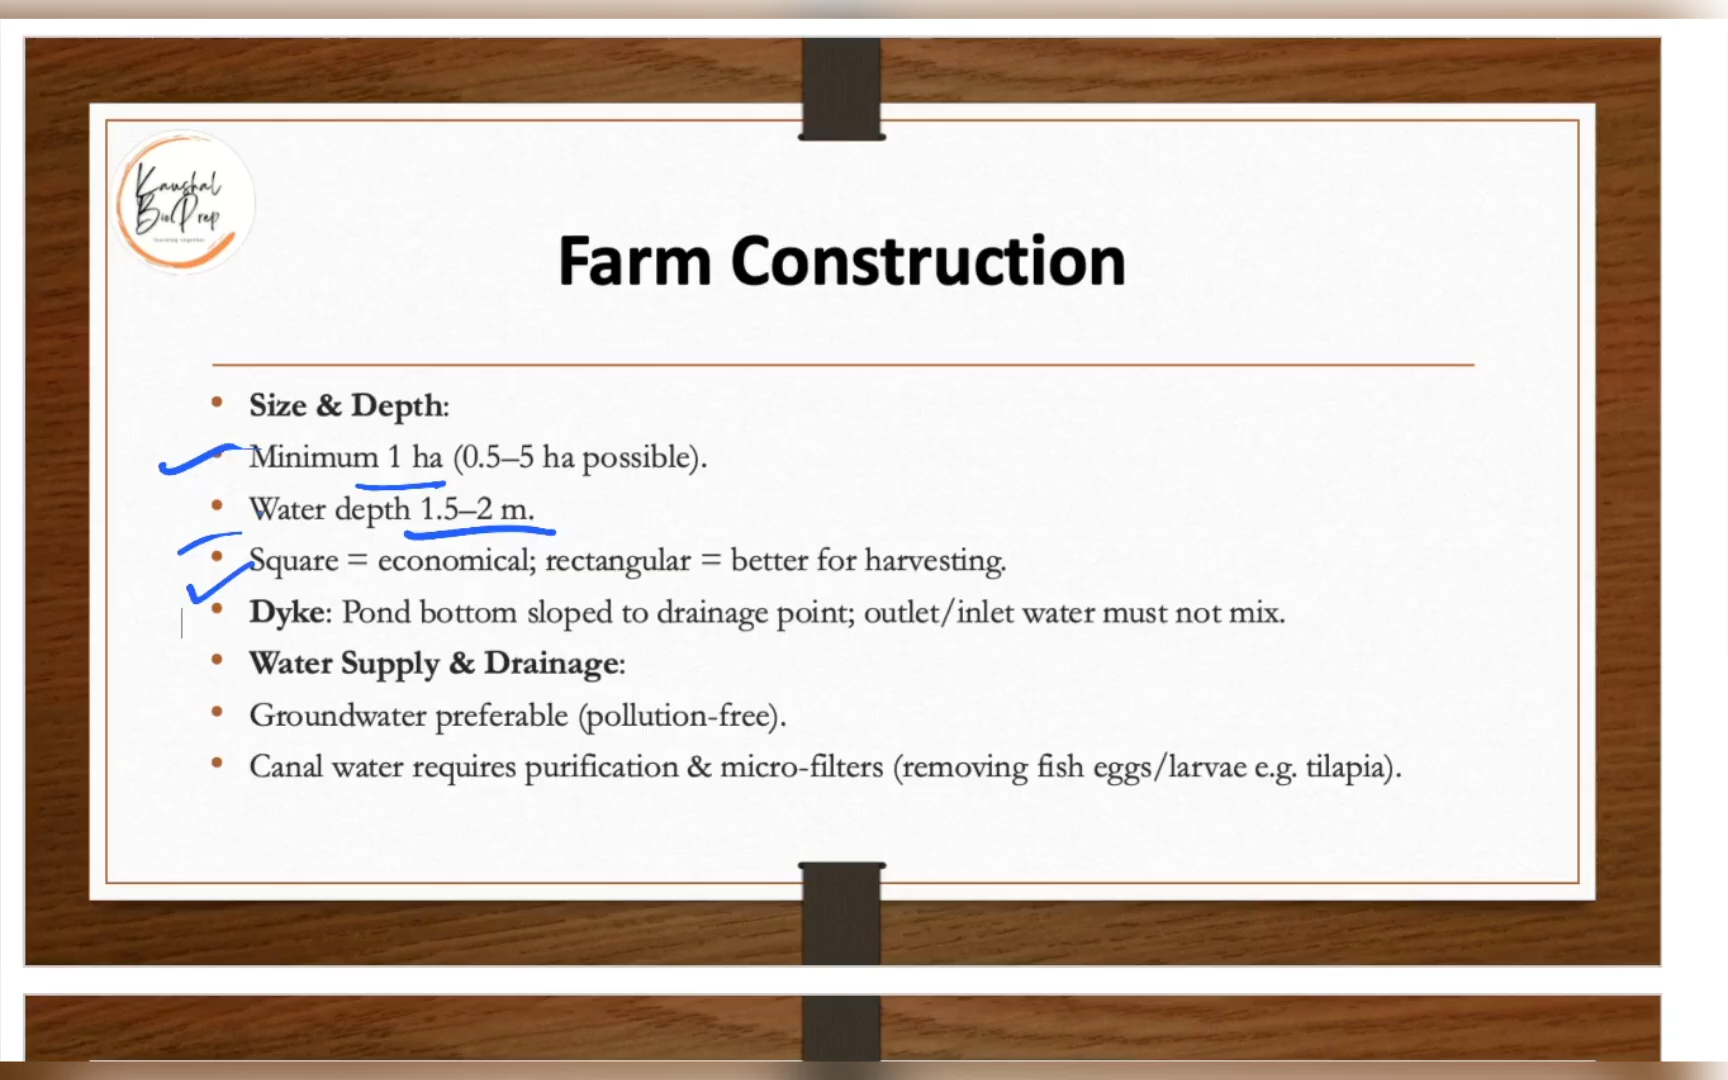 Kaushal
BioPrep
Farm Construction
Size & Depth:
Minimum 1 ha (0.5–5 ha possible).
Water depth 1.5–2 m.
Square = economical; rectangular = better for harvesting.
Dyke: Pond bottom sloped to drainage point; outlet/inlet water must not mix.
Water Supply & Drainage:
Groundwater preferable (pollution-free).
Canal water requires purification & micro-filters (removing fish eggs/larvae e.g. tilapia).